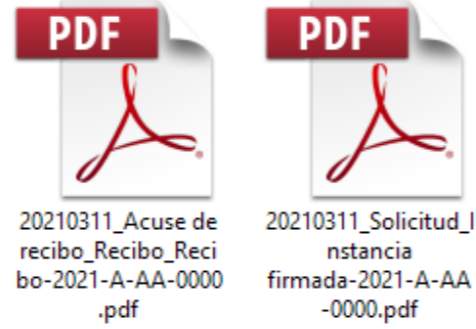 PDF
20210311_Acuse de
recibo_Recibo_Reci
bo-2021-A-AA-0000
.pdf
PDF
20210311_Solicitud_I
nstancia
firmada-2021-A-AA
-0000.pdf